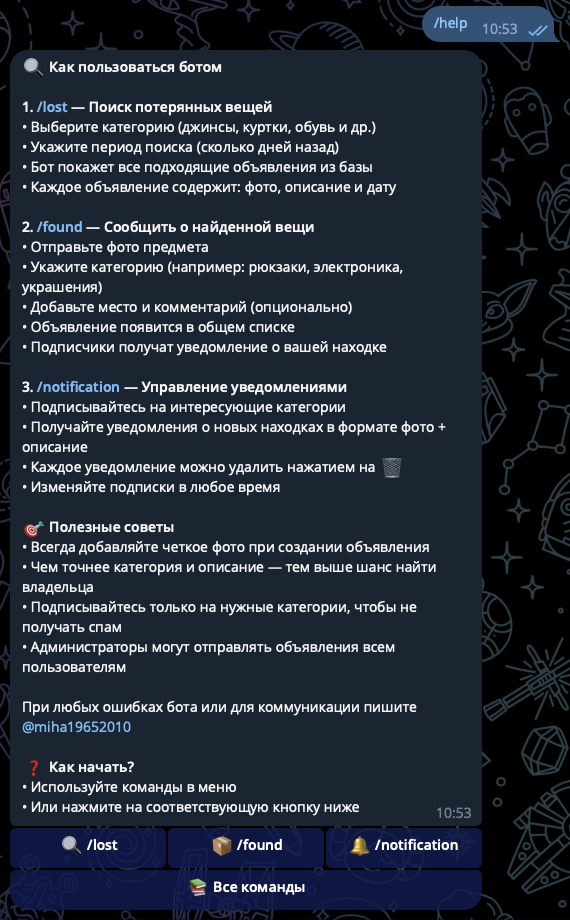 /help
10:53
Как пользоваться ботом
1. /lost — Поиск потерянных вещей
• Выберите категорию (джинсы, куртки, обувь и др.)
• Укажите период поиска (сколько дней назад)
• Бот покажет все подходящие объявления из базы
• Каждое объявление содержит: фото, описание и дату
2. /found — Сообщить о найденной вещи
• Отправьте фото предмета
• Укажите категорию (например: рюкзаки, электроника,
украшения)
• Добавьте место и комментарий (опционально)
• Объявление появится в общем списке
• Подписчики получат уведомление о вашей находке
3. /notification — Управление уведомлениями
• Подписывайтесь на интересующие категории
• Получайте уведомления о новых находках в формате фото +
описание
• Каждое уведомление можно удалить нажатием на 🗑
• Изменяйте подписки в любое время
Полезные советы
• Всегда добавляйте четкое фото при создании объявления
• Чем точнее категория и описание — тем выше шанс найти
владельца
• Подписывайтесь только на нужные категории, чтобы не
получать спам
• Администраторы могут отправлять объявления всем
пользователям
При любых ошибках бота или для коммуникации пишите
@miha19652010
❓ Как начать?
• Используйте команды в меню
• Или нажмите на соответствующую кнопку ниже
10:53
/lost
/found
/notification
Все команды